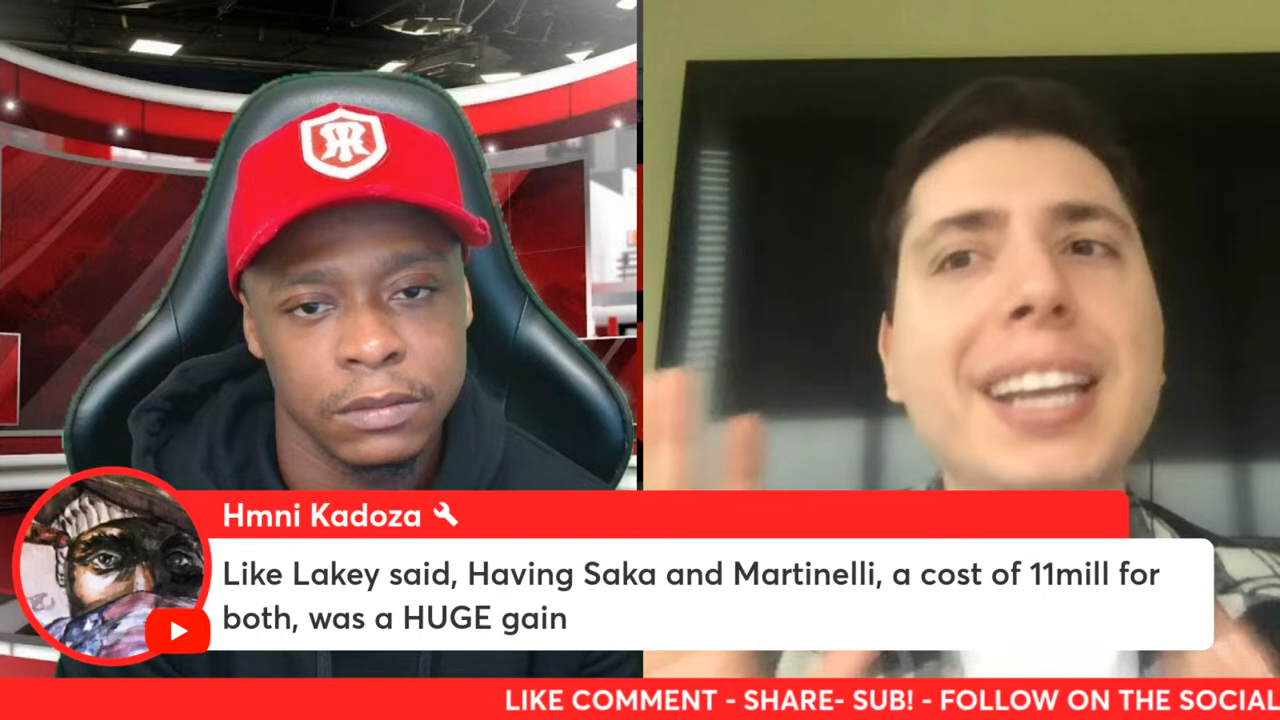 Hmni Kadoza
Like Lakey said, Having Saka and Martinelli, a cost of 11mill for
both, was a HUGE gain
LIKE COMMENT - SHARE- SUB! - FOLLOW ON THE SOCIAL